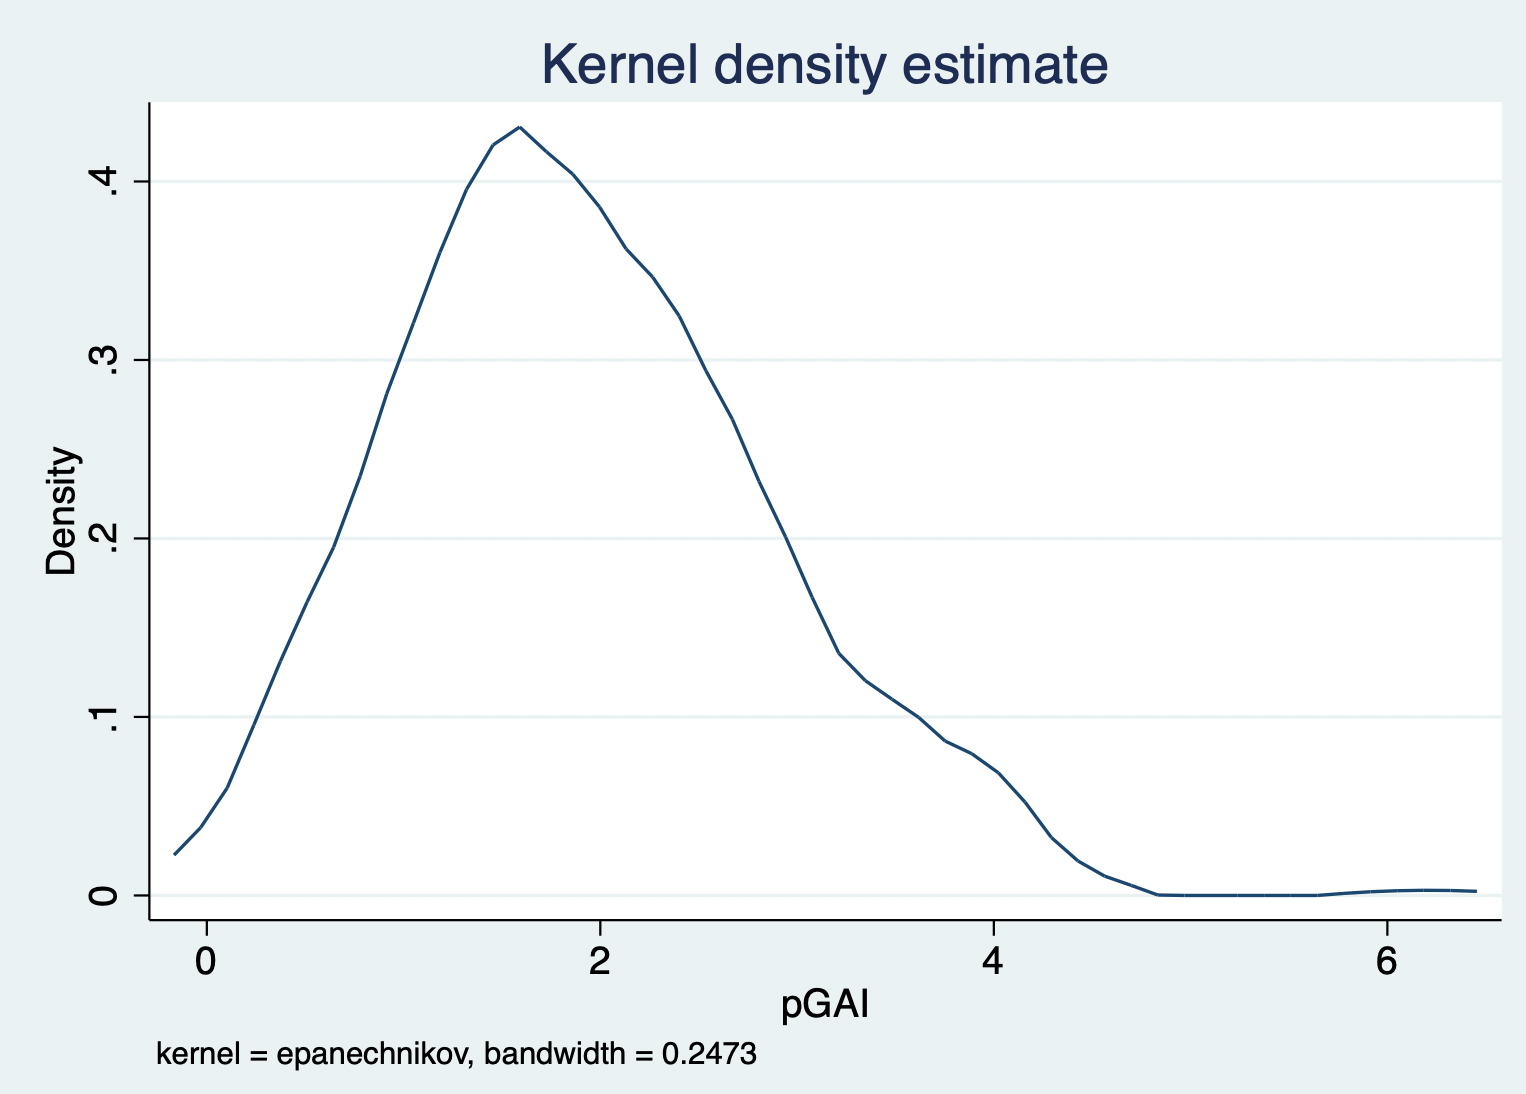 Kernel density estimate
Density
.4
.3
.2
.1
0
0 2 4 6
pGAI
kernel = epanechnikov, bandwidth = 0.2473